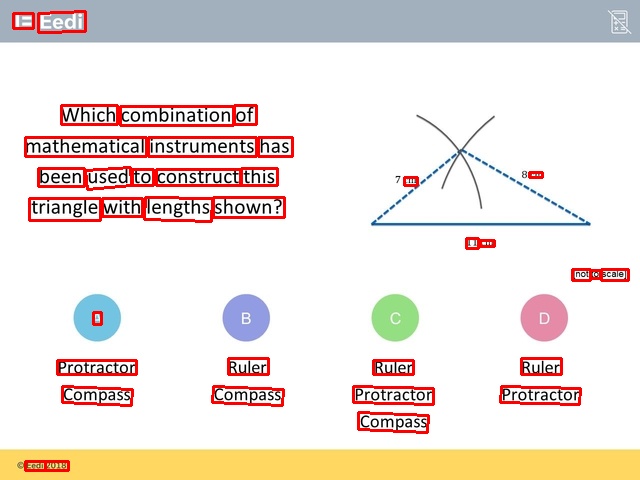 Eedi
Which combination of
mathematical instruments has
been used to construct this
triangle with lengths shown?
7 cm
8 cm
11 cm
not to scale
A
B
C
D
Protractor
Compass
Ruler
Compass
Ruler
Protractor
Compass
Ruler
Protractor
© Eedi 2018